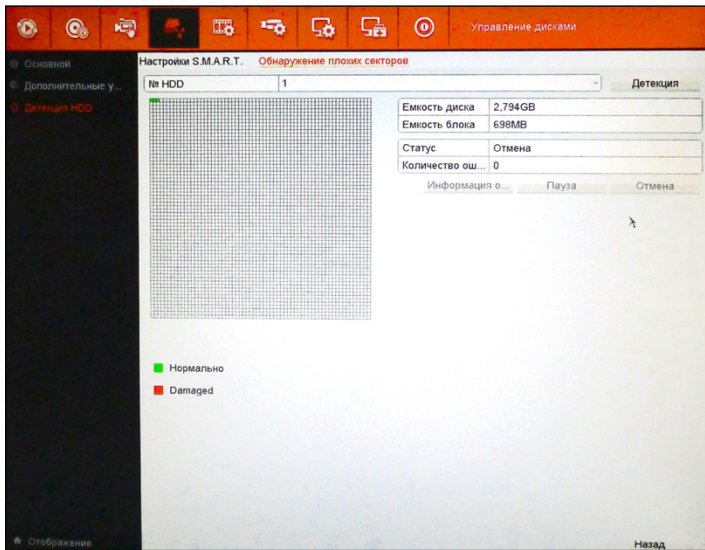 Управление дисками
Основной
Дополнительные у...
Детекция HDD
Настройки S.M.A.R.T. Обнаружение плохих секторов
№ HDD 1 Детекция
Емкость диска 2,794GB
Емкость блока 698MB
Статус Отмена
Количество ош... 0
Информация о... Пауза Отмена
Нормально
Damaged
Отображение
Назад